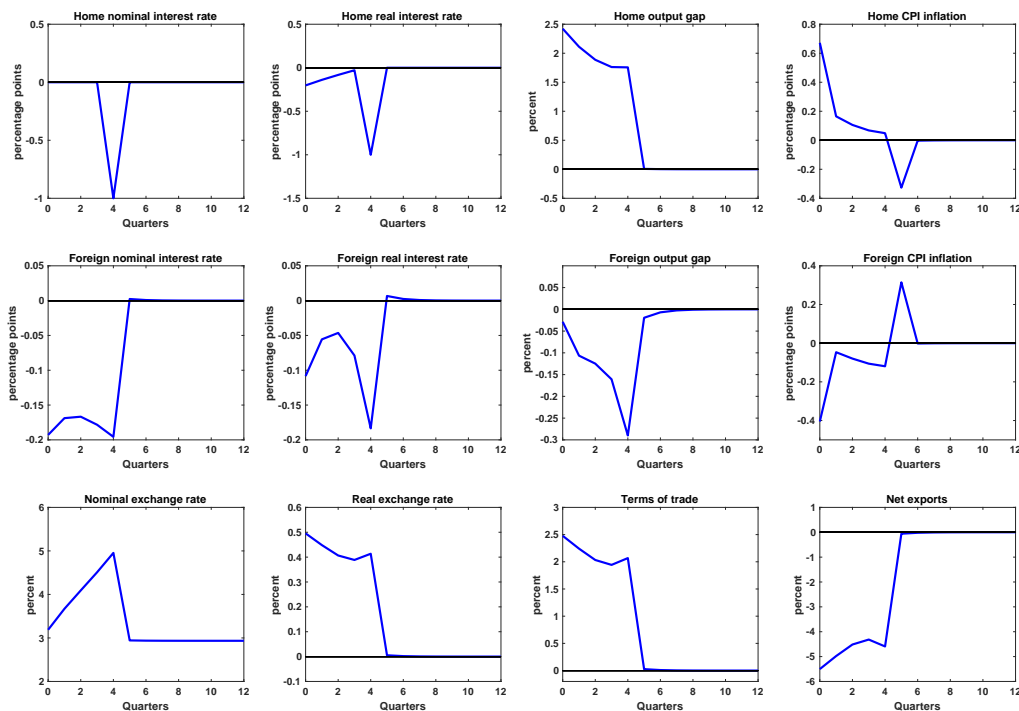 Home nominal interest rate
0.5
0
-0.5
-1
percentage points
0 2 4 6 8 10 12
Quarters
Home real interest rate
0.5
0
-0.5
-1
-1.5
percentage points
0 2 4 6 8 10 12
Quarters
Home output gap
2.5
2
1.5
1
0.5
0
-0.5
percent
0 2 4 6 8 10 12
Quarters
Home CPI inflation
0.8
0.6
0.4
0.2
0
-0.2
-0.4
percentage points
0 2 4 6 8 10 12
Quarters
Foreign nominal interest rate
0.05
0
-0.05
-0.1
-0.15
-0.2
percentage points
0 2 4 6 8 10 12
Quarters
Foreign real interest rate
0.05
0
-0.05
-0.1
-0.15
-0.2
percentage points
0 2 4 6 8 10 12
Quarters
Foreign output gap
0.05
0
-0.05
-0.1
-0.15
-0.2
-0.25
-0.3
percent
0 2 4 6 8 10 12
Quarters
Foreign CPI inflation
0.4
0.2
0
-0.2
-0.4
percentage points
0 2 4 6 8 10 12
Quarters
Nominal exchange rate
6
5
4
3
2
percent
0 2 4 6 8 10 12
Quarters
Real exchange rate
0.6
0.5
0.4
0.3
0.2
0.1
0
-0.1
percent
0 2 4 6 8 10 12
Quarters
Terms of trade
3
2.5
2
1.5
1
0.5
0
percent
0 2 4 6 8 10 12
Quarters
Net exports
1
0
-1
-2
-3
-4
-5
-6
percent
0 2 4 6 8 10 12
Quarters